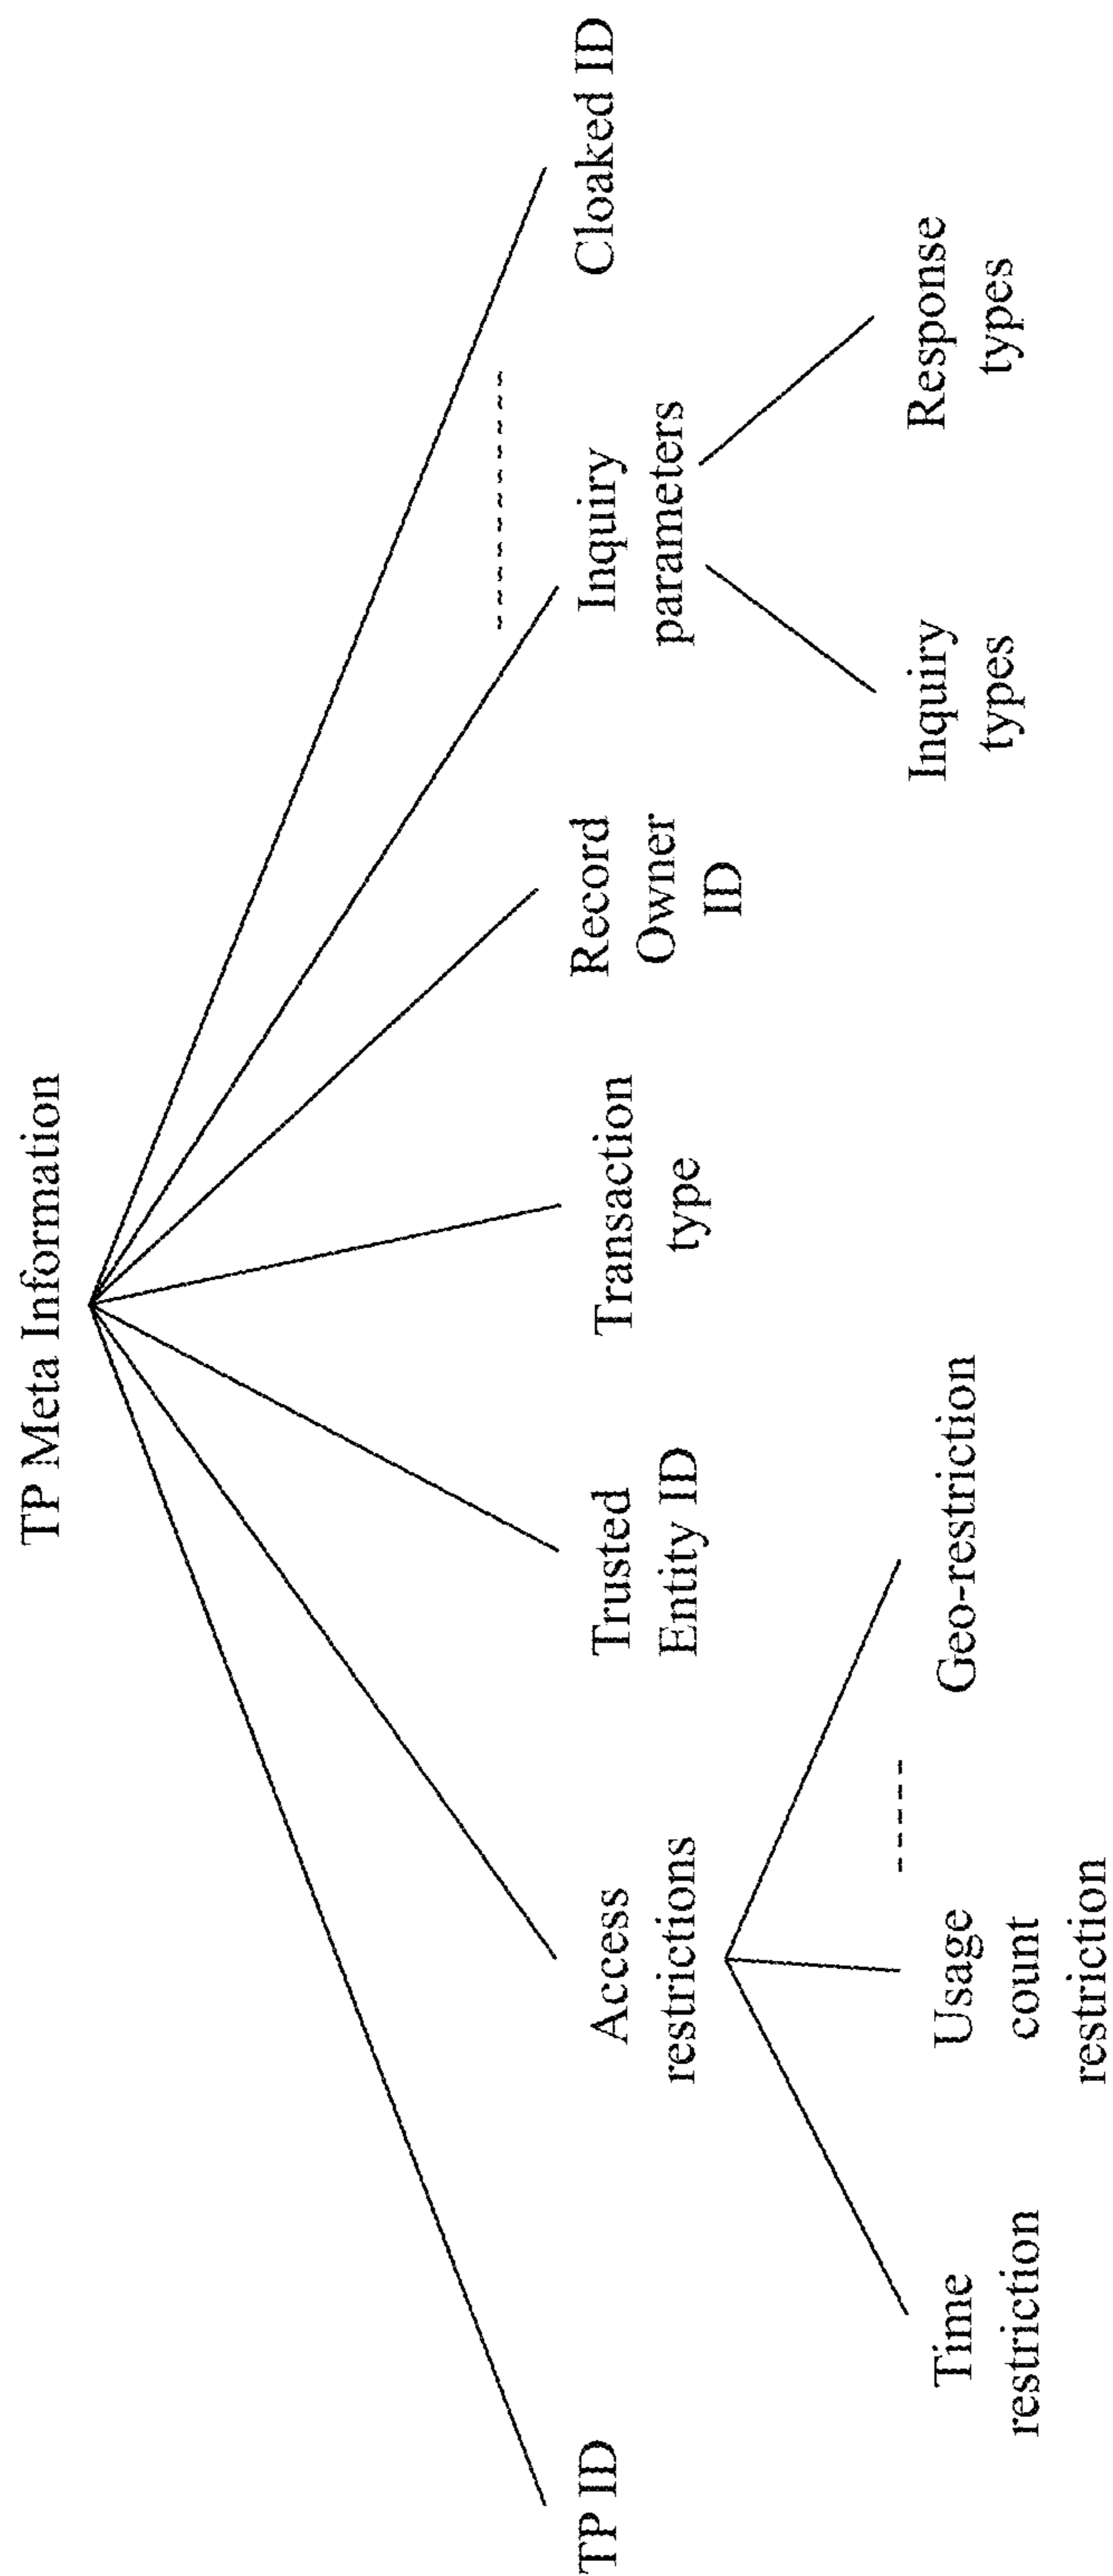 TP Meta Information
TP ID
Access
restrictions
Trusted
Entity ID
Transaction
type
Record
Owner
ID
Inquiry
parameters
Cloaked ID
Time
restriction
Usage
count
restriction
Geo-restriction
Inquiry
types
Response
types